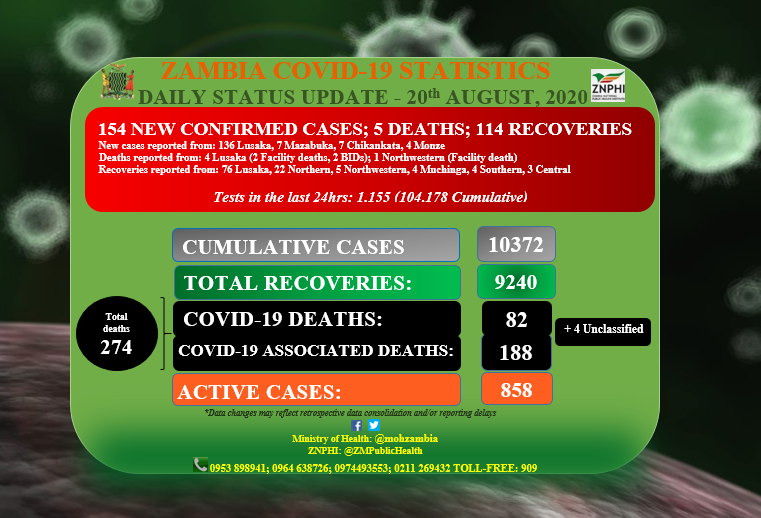 ZAMBIA COVID-19 STATISTICS
DAILY STATUS UPDATE - 20th AUGUST, 2020
ZNPHI
154 NEW CONFIRMED CASES; 5 DEATHS; 114 RECOVERIES
New cases reported from: 136 Lusaka, 7 Mazabuka, 7 Chikankata, 4 Monze
Deaths reported from: 4 Lusaka (2 Facility deaths, 2 BIDs); 1 Northwestern (Facility death)
Recoveries reported from: 76 Lusaka, 22 Northern, 5 Northwestern, 4 Muchinga, 4 Southern, 3 Central
Tests in the last 24hrs: 1.155 (104.178 Cumulative)
CUMULATIVE CASES 10372
TOTAL RECOVERIES: 9240
Total
deaths
274
COVID-19 DEATHS: 82
COVID-19 ASSOCIATED DEATHS: 188
+ 4 Unclassified
ACTIVE CASES: 858
*Data changes may reflect retrospective data consolidation and/or reporting delays
Ministry of Health: @mohzambia
ZNPHI: @ZMPublicHealth
0953 898941; 0964 638726; 0974493553; 0211 269432 TOLL-FREE: 909